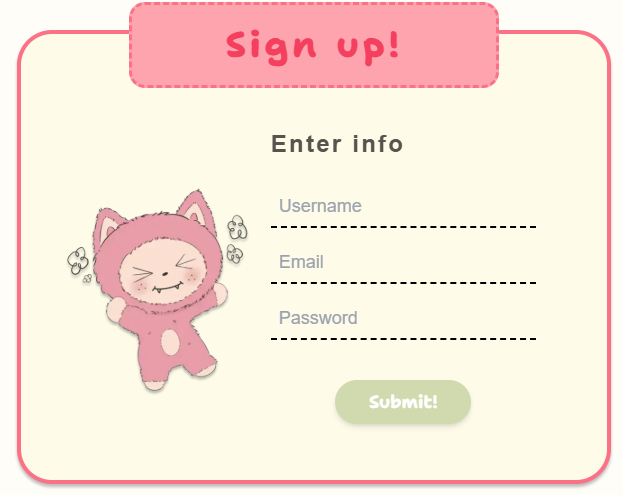 Sign up!
Enter info
Username
Email
Password
Submit!